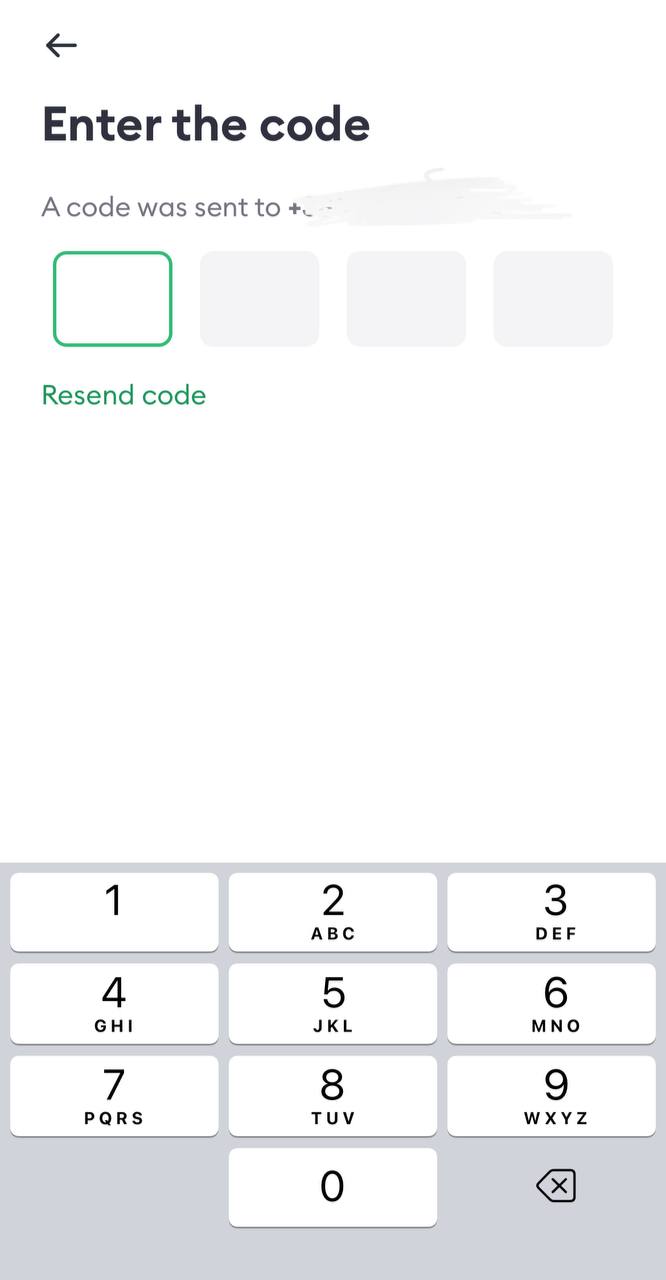 Enter the code
A code was sent to
Resend code
1
2
ABC
3
DEF
4
GHI
5
JKL
6
MNO
7
PQRS
8
TUV
9
WXYZ
0